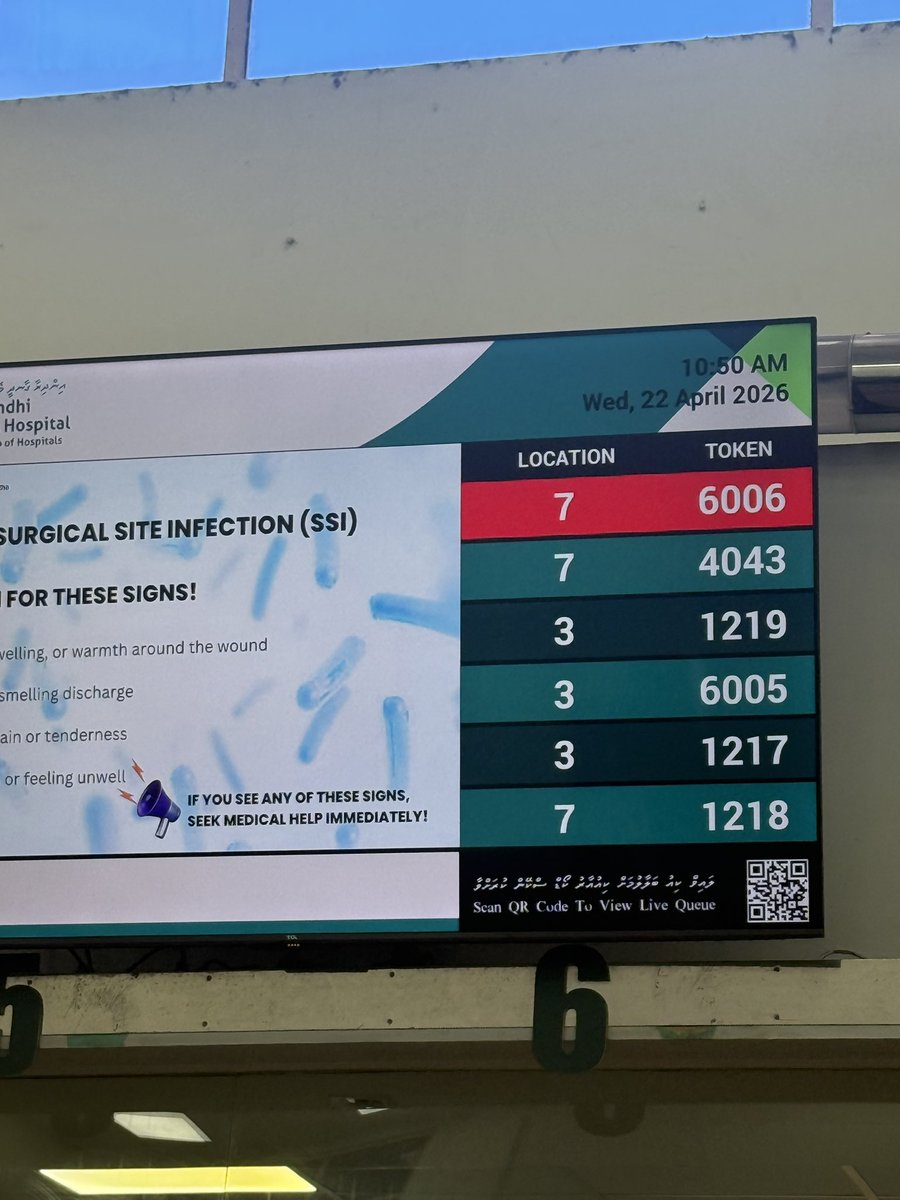 އިންދިރާ ގާންދީ
ndhi
Hospital
of Hospitals
10:50 AM
Wed, 22 April 2026
SURGICAL SITE INFECTION (SSI)
FOR THESE SIGNS!
welling, or warmth around the wound
smelling discharge
ain or tenderness
or feeling unwell
IF YOU SEE ANY OF THESE SIGNS,
SEEK MEDICAL HELP IMMEDIATELY!
LOCATION TOKEN
7 6006
7 4043
3 1219
3 6005
3 1217
7 1218
ލައިވް ކިއު ބަލާލުމަށް ކިއުއާރު ކޯޑް ސްކޭން ކުރައްވާ
Scan QR Code To View Live Queue
TCL
5
6